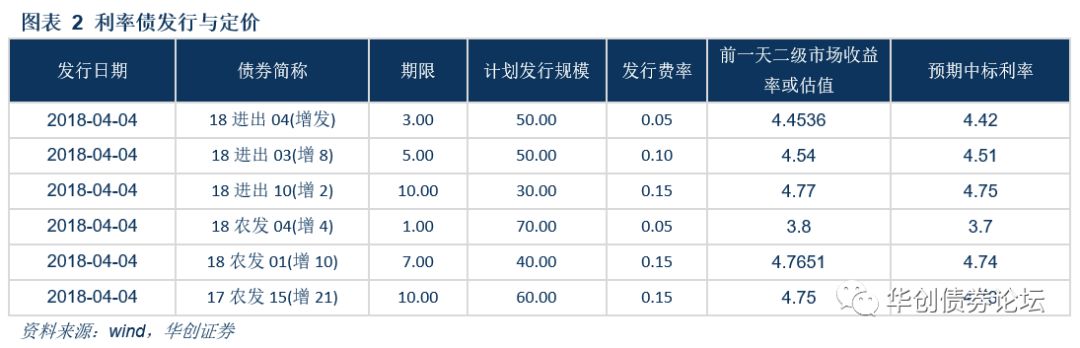 图表 2 利率债发行与定价
发行日期 债券简称 期限 计划发行规模 发行费率 前一天二级市场收益率或估值 预期中标利率
2018-04-04 18 进出 04(增发) 3.00 50.00 0.05 4.4536 4.42
2018-04-04 18 进出 03(增 8) 5.00 50.00 0.10 4.54 4.51
2018-04-04 18 进出 10(增 2) 10.00 30.00 0.15 4.77 4.75
2018-04-04 18 农发 04(增 4) 1.00 70.00 0.05 3.8 3.7
2018-04-04 18 农发 01(增 10) 7.00 40.00 0.15 4.7651 4.74
2018-04-04 17 农发 15(增 21) 10.00 60.00 0.15 4.75
华创债券论坛
资料来源：wind，华创证券